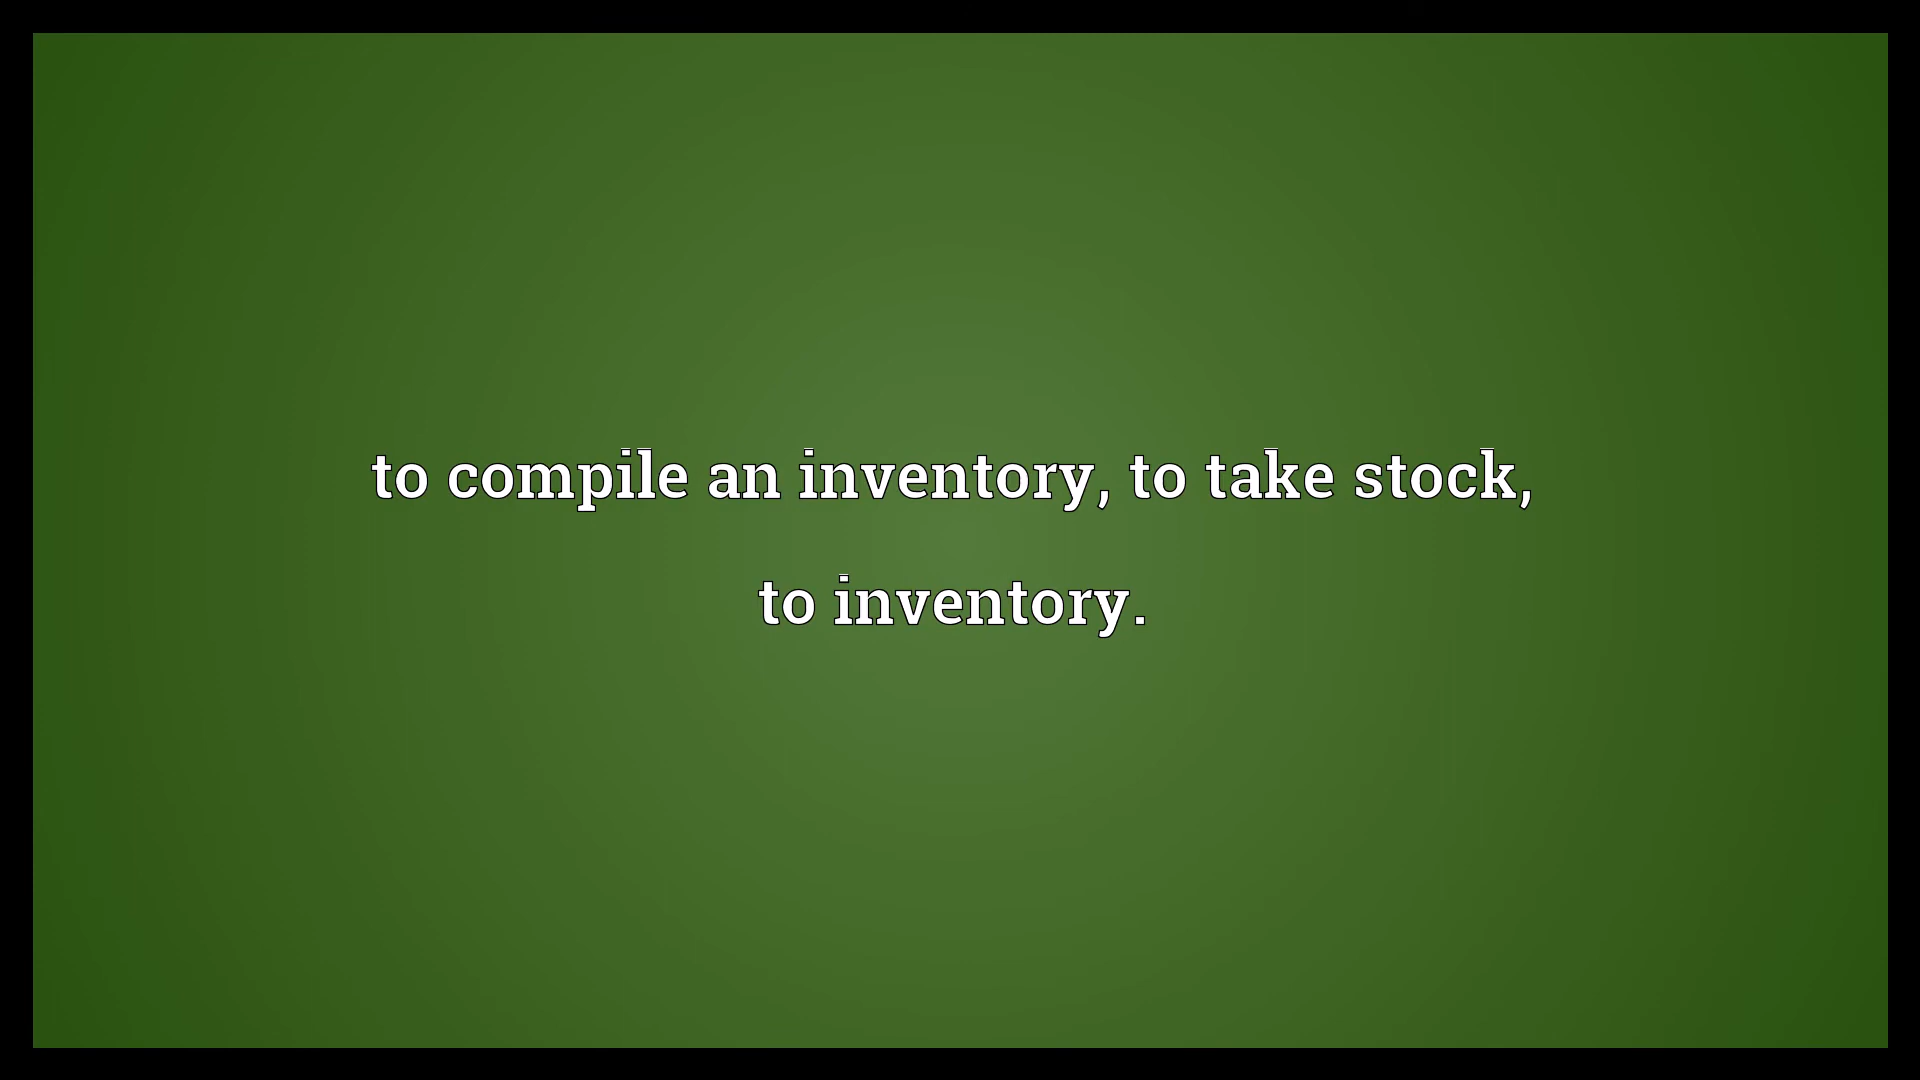 to compile an inventory, to take stock,
to inventory.